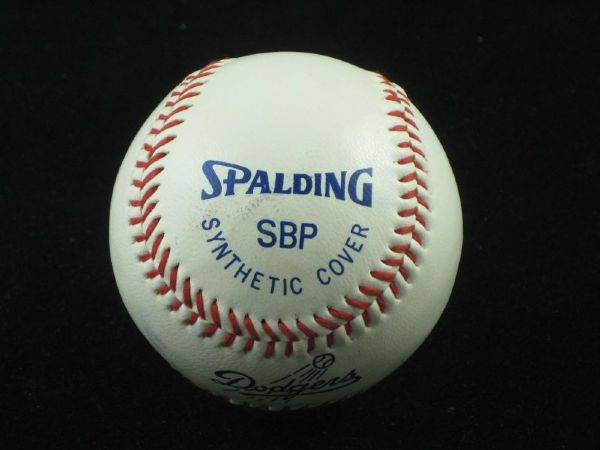 SPALDING
SBP
SYNTHETIC COVER
Dodgers